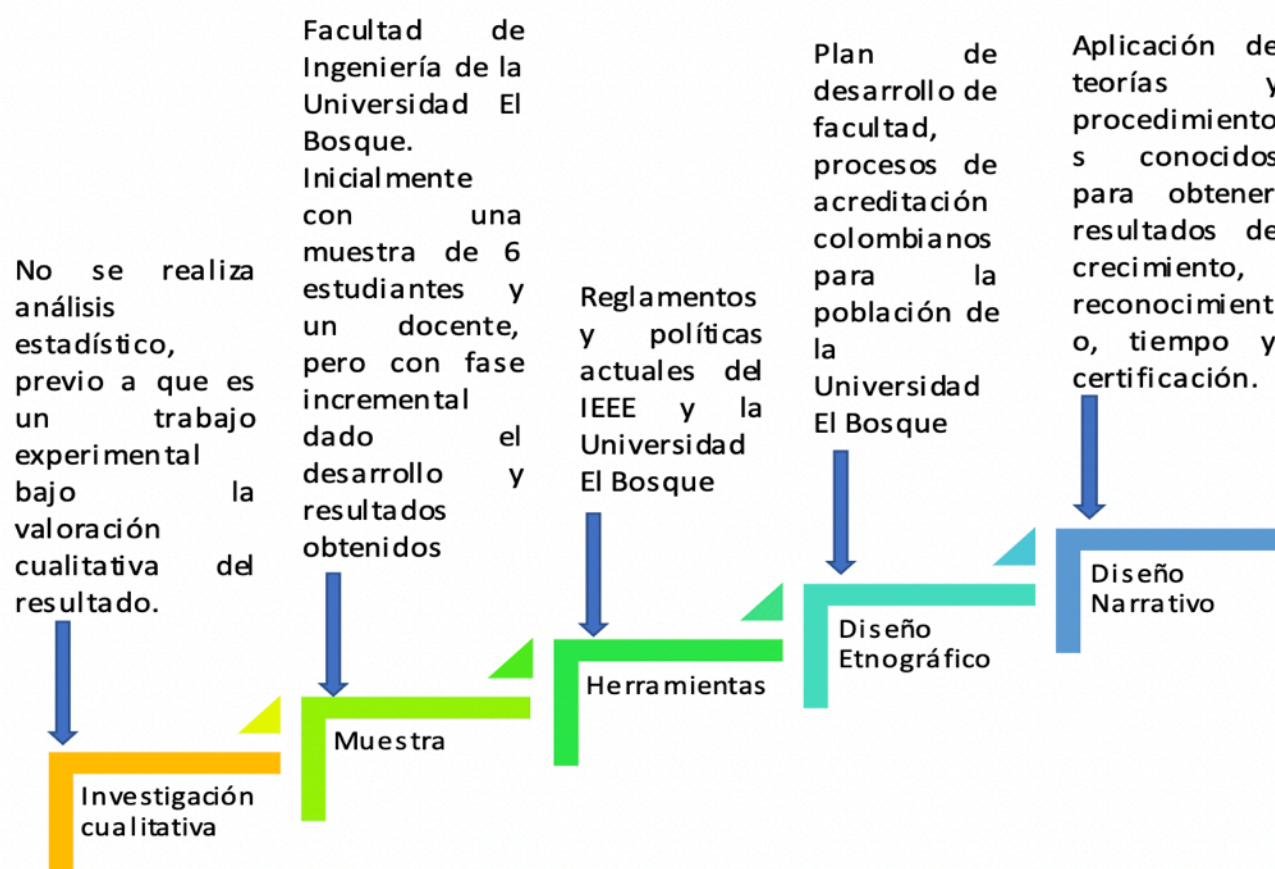 No se realiza
análisis
estadístico,
previo a que es
un trabajo
experimental
bajo la
valoración
cualitativa del
resultado.
Investigación
cualitativa
Facultad de
Ingeniería de la
Universidad El
Bosque.
Inicialmente
con una
muestra de 6
estudiantes y
un docente,
pero con fase
incremental
dado el
desarrollo y
resultados
obtenidos
Muestra
Reglamentos
y políticas
actuales del
IEEE y la
Universidad
El Bosque
Herramientas
Plan de
desarrollo de
facultad,
procesos de
acreditación
colombianos
para la
población de
la
Universidad
El Bosque
Diseño
Etnográfico
Aplicación de
teorías y
procedimiento
s conocidos
para obtener
resultados de
crecimiento,
reconocimient
o, tiempo y
certificación.
Diseño
Narrativo